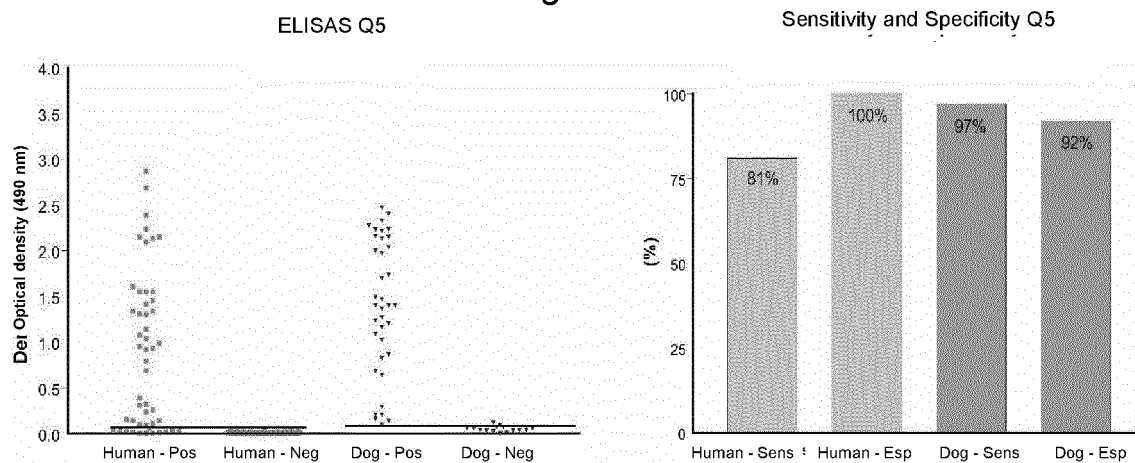 ELISAS Q5
Sensitivity and Specificity Q5
Optical density (490 nm)
4.0
3.5
3.0
2.5
2.0
1.5
1.0
0.5
0.0
Human - Pos
Human - Neg
Dog - Pos
Dog - Neg
(%)
100
75
50
25
0
81%
100%
97%
92%
Human - Sens
Human - Esp
Dog - Sens
Dog - Esp